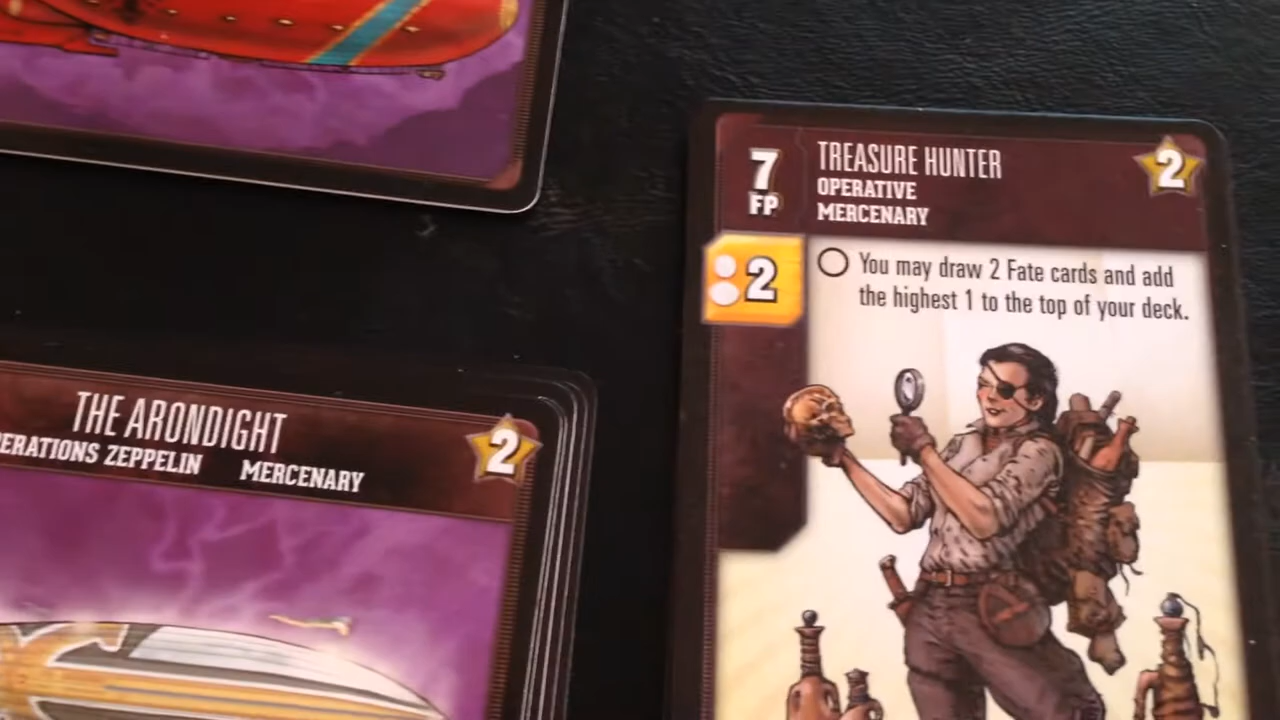 7
FP
TREASURE HUNTER
OPERATIVE
MERCENARY
2
2
You may draw 2 Fate cards and add
the highest 1 to the top of your deck.
THE ARONDIGHT
ERATIONS ZEPPELIN MERCENARY
2